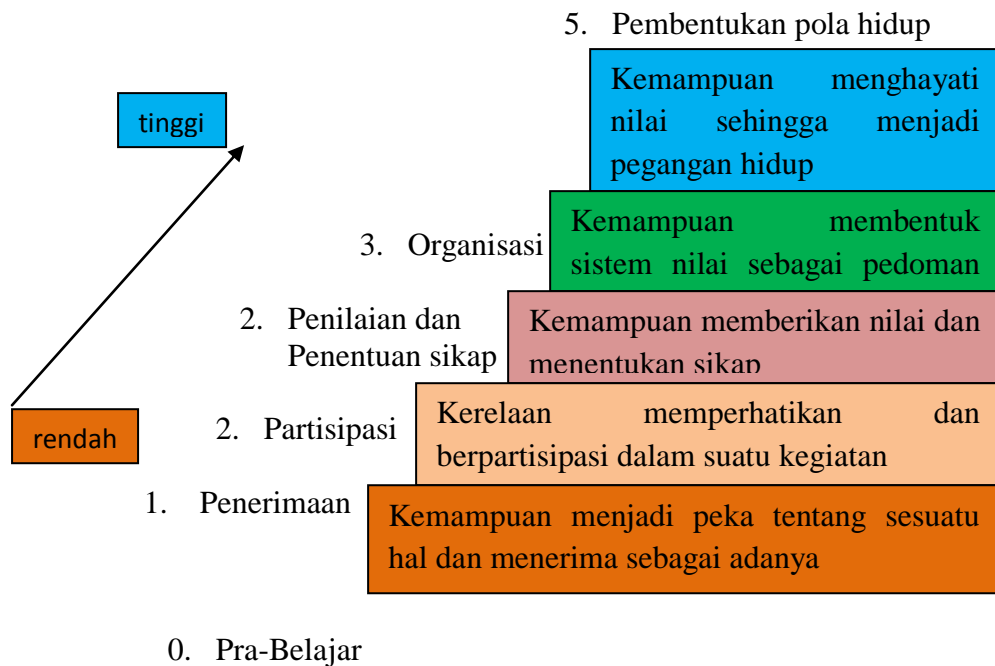 5. Pembentukan pola hidup
Kemampuan menghayati
nilai sehingga menjadi
pegangan hidup
tinggi
3. Organisasi
Kemampuan membentuk
sistem nilai sebagai pedoman
2. Penilaian dan
Penentuan sikap
Kemampuan memberikan nilai dan
menentukan sikap
rendah
2. Partisipasi
Kerelaan memperhatikan dan
berpartisipasi dalam suatu kegiatan
1. Penerimaan
Kemampuan menjadi peka tentang sesuatu
hal dan menerima sebagai adanya
0. Pra-Belajar